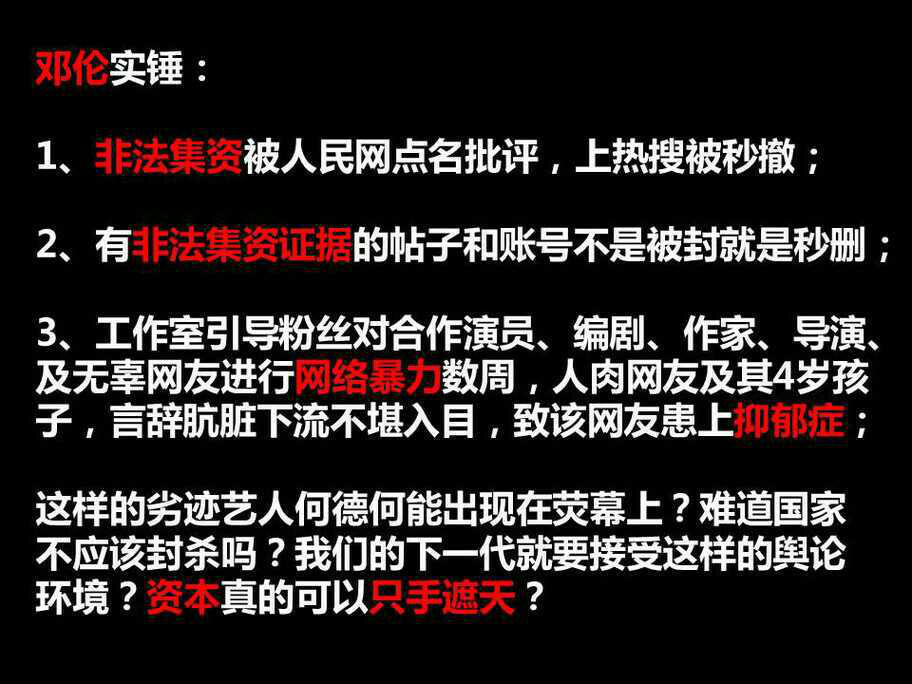 邓伦实锤：
1、非法集资被人民网点名批评，上热搜被秒撤；
2、有非法集资证据的帖子和账号不是被封就是秒删；
3、工作室引导粉丝对合作演员、编剧、作家、导演、
及无辜网友进行网络暴力数周，人肉网友及其4岁孩
子，言辞肮脏下流不堪入目，致该网友患上抑郁症；
这样的劣迹艺人何德何能出现在荧幕上？难道国家
不应该封杀吗？我们的下一代就要接受这样的舆论
环境？资本真的可以只手遮天？